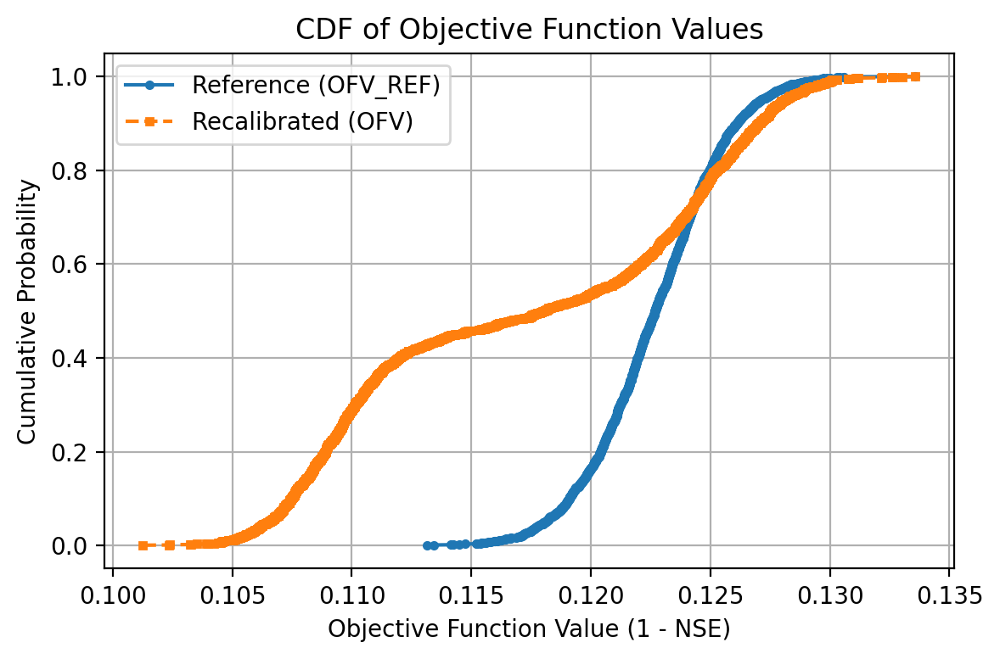 CDF of Objective Function Values
Reference (OFV_REF)
Recalibrated (OFV)
Cumulative Probability
1.0
0.8
0.6
0.4
0.2
0.0
0.100 0.105 0.110 0.115 0.120 0.125 0.130 0.135
Objective Function Value (1 - NSE)